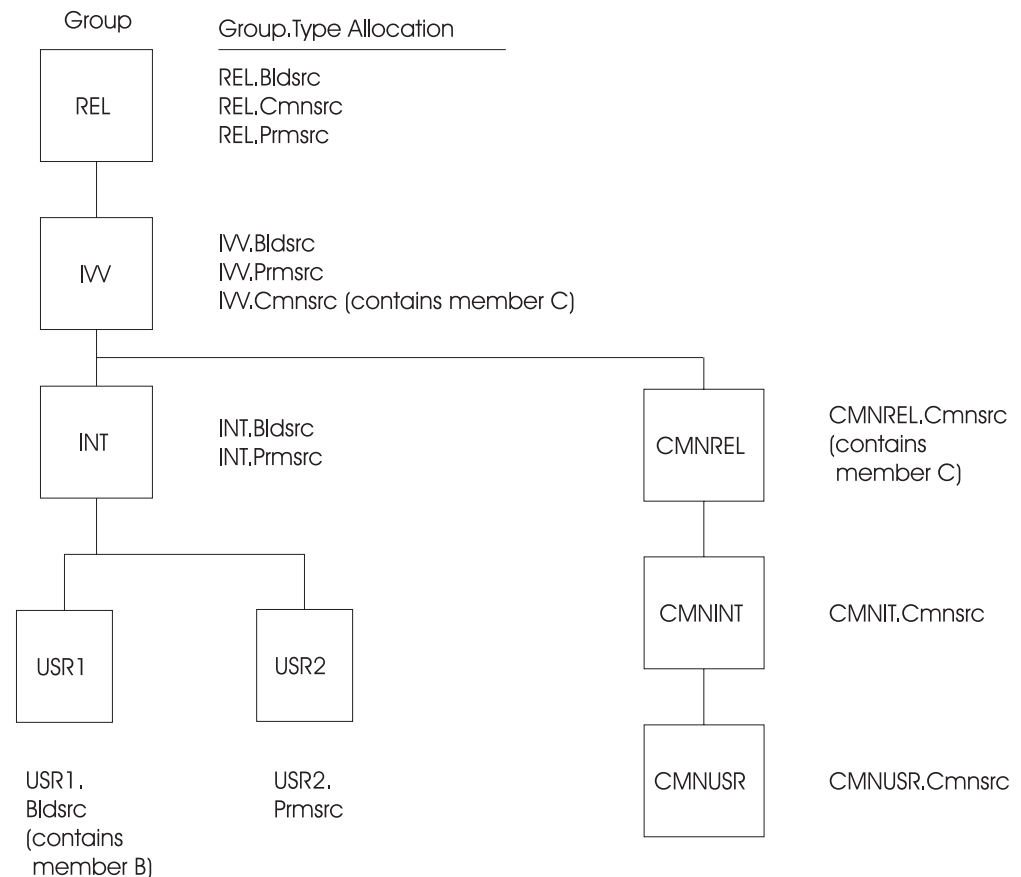 Group
Group.Type Allocation
REL
REL.Bldsrc
REL.Cmnsrc
REL.Prmsrc
IVV
IVV.Bldsrc
IVV.Prmsrc
IVV.Cmnsrc (contains member C)
INT
INT.Bldsrc
INT.Prmsrc
CMNREL
CMNREL.Cmnsrc
(contains
member C)
CMNINT
CMNIT.Cmnsrc
USR1
USR2
USR1.
Bldsrc
(contains
member B)
USR2.
Prmsrc
CMNUSR
CMNUSR.Cmnsrc